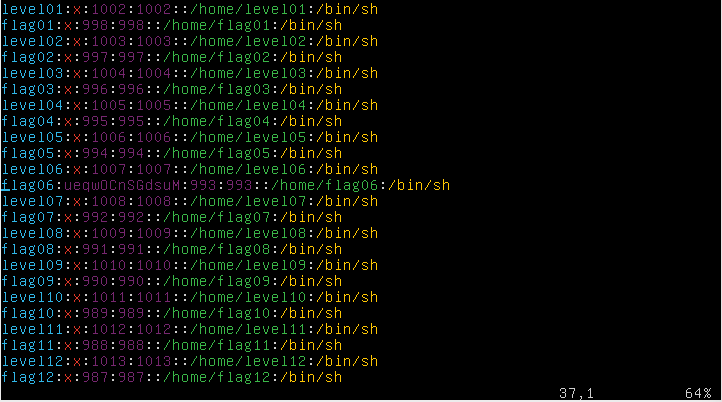 level01:x:1002:1002::/home/level01:/bin/sh
flag01:x:998:998::/home/flag01:/bin/sh
level02:x:1003:1003::/home/level02:/bin/sh
flag02:x:997:997::/home/flag02:/bin/sh
level03:x:1004:1004::/home/level03:/bin/sh
flag03:x:996:996::/home/flag03:/bin/sh
level04:x:1005:1005::/home/level04:/bin/sh
flag04:x:995:995::/home/flag04:/bin/sh
level05:x:1006:1006::/home/level05:/bin/sh
flag05:x:994:994::/home/flag05:/bin/sh
level06:x:1007:1007::/home/level06:/bin/sh
flag06:ueqwOCnSGdsuM:993:993::/home/flag06:/bin/sh
level07:x:1008:1008::/home/level07:/bin/sh
flag07:x:992:992::/home/flag07:/bin/sh
level08:x:1009:1009::/home/level08:/bin/sh
flag08:x:991:991::/home/flag08:/bin/sh
level09:x:1010:1010::/home/level09:/bin/sh
flag09:x:990:990::/home/flag09:/bin/sh
level10:x:1011:1011::/home/level10:/bin/sh
flag10:x:989:989::/home/flag10:/bin/sh
level11:x:1012:1012::/home/level11:/bin/sh
flag11:x:988:988::/home/flag11:/bin/sh
level12:x:1013:1013::/home/level12:/bin/sh
flag12:x:987:987::/home/flag12:/bin/sh
37,1 64%